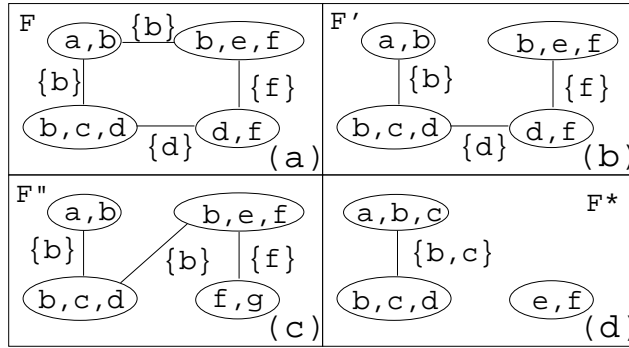 F
a,b
{b}
b,e,f
{b}
{f}
b,c,d
{d}
d,f
(a)
F'
a,b
b,e,f
{b}
{f}
b,c,d
{d}
d,f
(b)
F"
a,b
b,e,f
{b}
{b}
{f}
b,c,d
f,g
(c)
a,b,c
F*
{b,c}
b,c,d
e,f
(d)